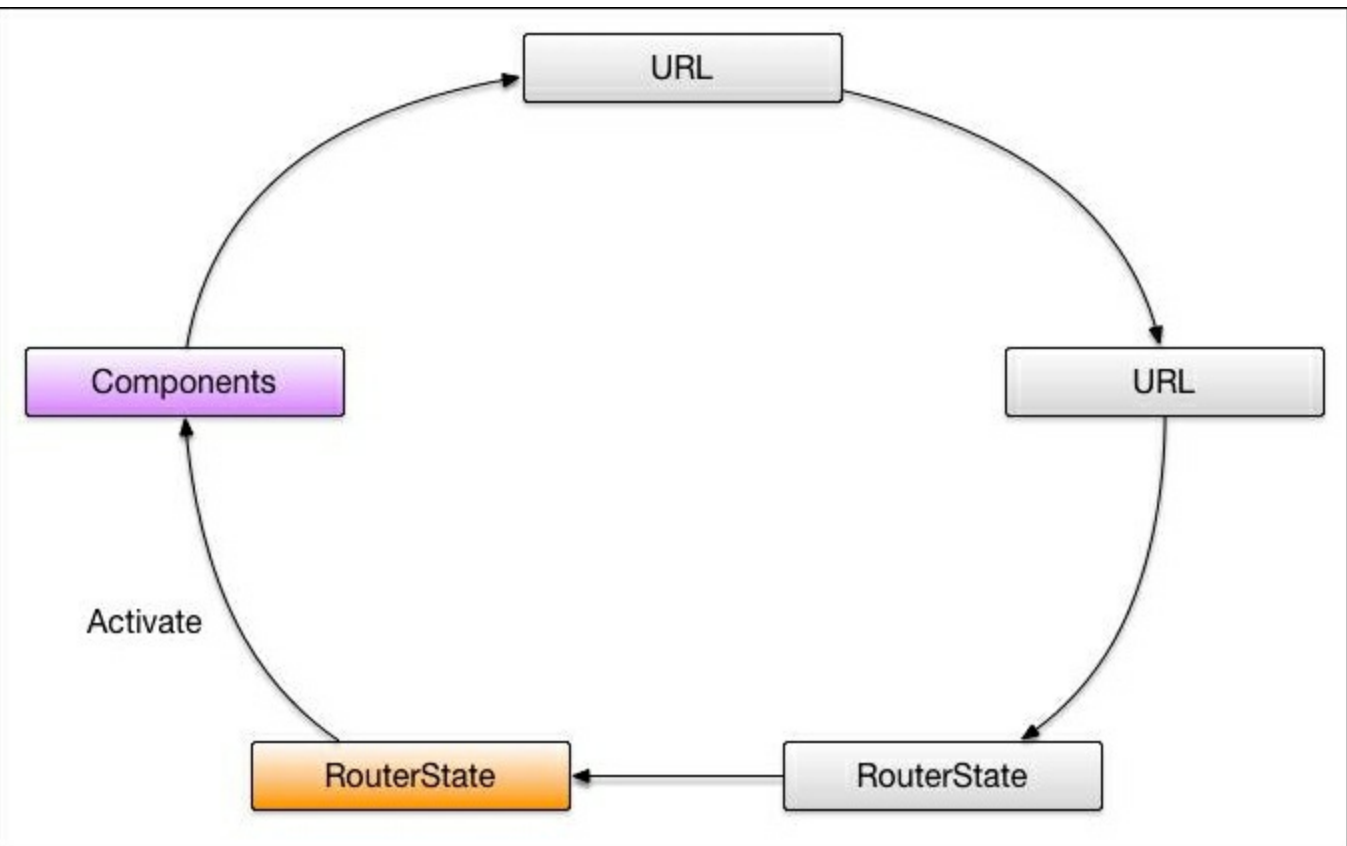 URL
Components
URL
Activate
RouterState
RouterState